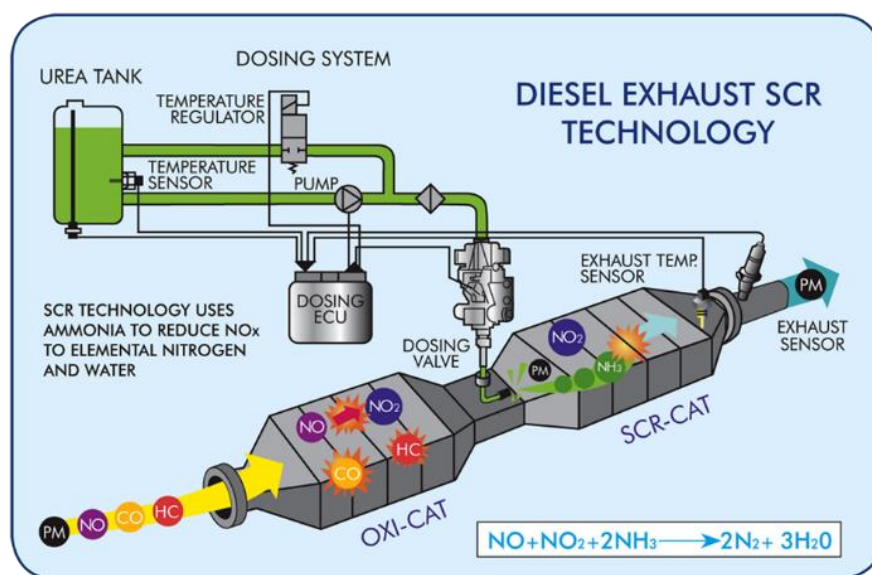 DOSING SYSTEM
UREA TANK
TEMPERATURE
REGULATOR
DIESEL EXHAUST SCR
TECHNOLOGY
TEMPERATURE
SENSOR
PUMP
EXHAUST TEMP.
SENSOR
DOSING
ECU
PM
SCR TECHNOLOGY USES
AMMONIA TO REDUCE NOx
TO ELEMENTAL NITROGEN
AND WATER
EXHAUST
SENSOR
DOSING
VALVE
NO2
PM
NH3
NO
NO2
SCR-CAT
HC
CO
HC
CO
NO
PM
OXI-CAT
NO+NO2+2NH3→2N2+ 3H20